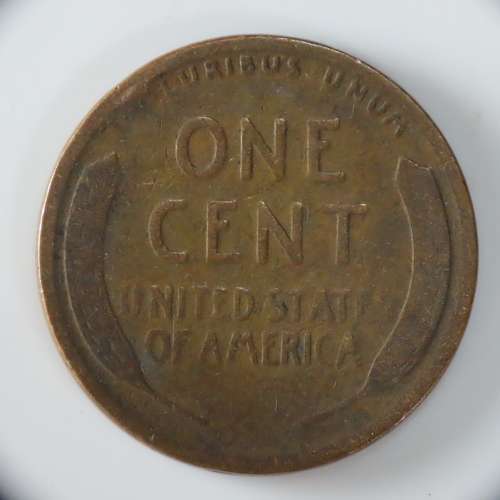 PLURIBUS UNUM
ONE
CENT
UNITED STATES
OF AMERICA